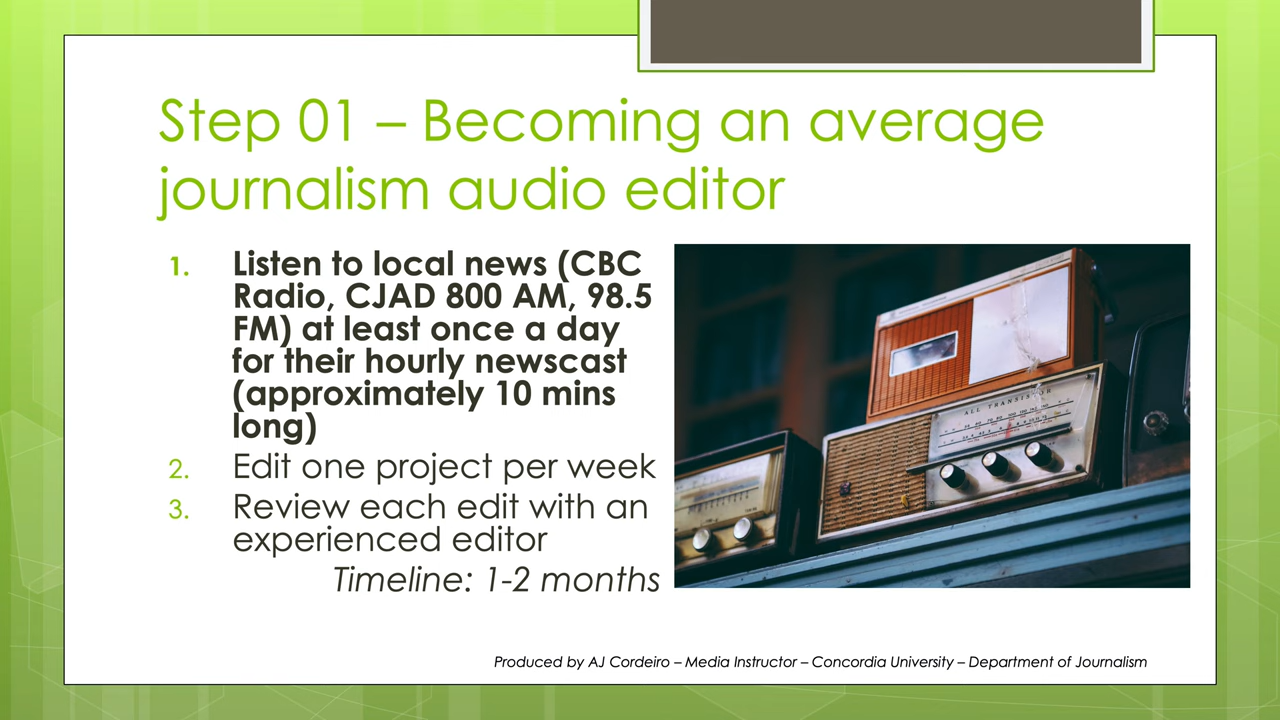 Step 01 – Becoming an average
journalism audio editor
1. Listen to local news (CBC
Radio, CJAD 800 AM, 98.5
FM) at least once a day
for their hourly newscast
(approximately 10 mins
long)
2. Edit one project per week
3. Review each edit with an
experienced editor
Timeline: 1-2 months
ALL TRANSISTOR
Produced by AJ Cordeiro – Media Instructor – Concordia University – Department of Journalism